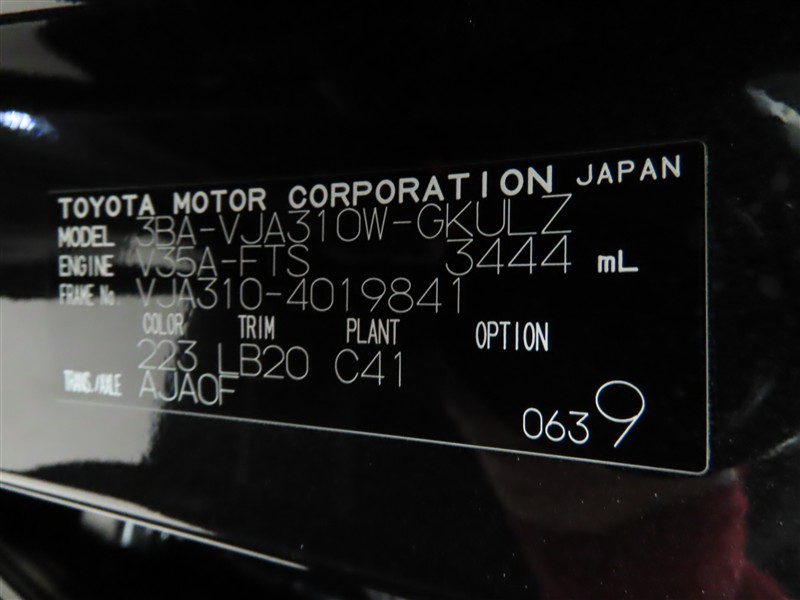 TOYOTA MOTOR CORPORATION JAPAN
MODEL 3BA-VJA310W-GKULZ
ENGINE V35A-FTS 3444 mL
FRAME No. VJA310-4019841
COLOR TRIM PLANT OPTION
223 LB20 C41
TRANS./AXLE AJA0F
0639